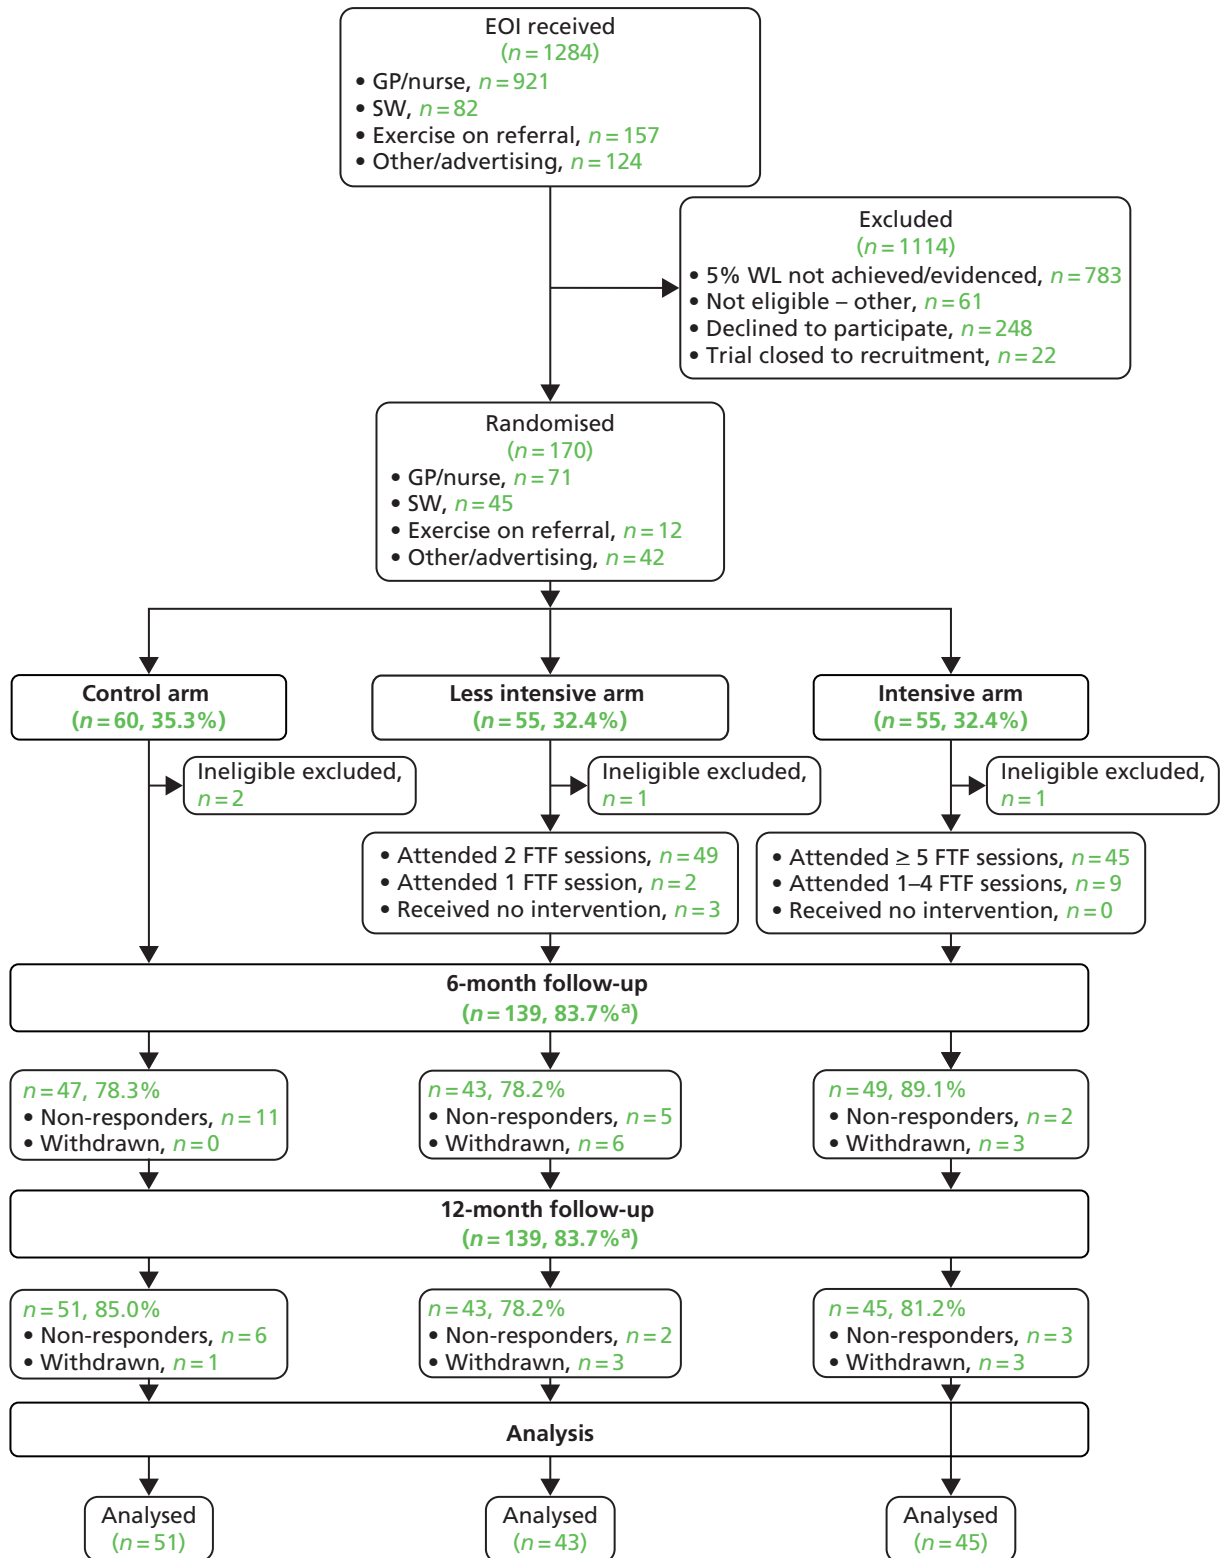 EOI received
(n=1284)
• GP/nurse, n=921
• SW, n=82
• Exercise on referral, n=157
• Other/advertising, n=124
Excluded
(n=1114)
• 5% WL not achieved/evidenced, n=783
• Not eligible – other, n=61
• Declined to participate, n=248
• Trial closed to recruitment, n=22
Randomised
(n=170)
• GP/nurse, n=71
• SW, n=45
• Exercise on referral, n=12
• Other/advertising, n=42
Control arm
(n=60, 35.3%)
Less intensive arm
(n=55, 32.4%)
Intensive arm
(n=55, 32.4%)
Ineligible excluded,
n=2
Ineligible excluded,
n=1
Ineligible excluded,
n=1
• Attended 2 FTF sessions, n=49
• Attended 1 FTF session, n=2
• Received no intervention, n=3
• Attended ≥ 5 FTF sessions, n=45
• Attended 1–4 FTF sessions, n=9
• Received no intervention, n=0
6-month follow-up
(n=139, 83.7%ᵃ)
n=47, 78.3%
• Non-responders, n=11
• Withdrawn, n=0
n=43, 78.2%
• Non-responders, n=5
• Withdrawn, n=6
n=49, 89.1%
• Non-responders, n=2
• Withdrawn, n=3
12-month follow-up
(n=139, 83.7%ᵃ)
n=51, 85.0%
• Non-responders, n=6
• Withdrawn, n=1
n=43, 78.2%
• Non-responders, n=2
• Withdrawn, n=3
n=45, 81.2%
• Non-responders, n=3
• Withdrawn, n=3
Analysis
Analysed
(n=51)
Analysed
(n=43)
Analysed
(n=45)